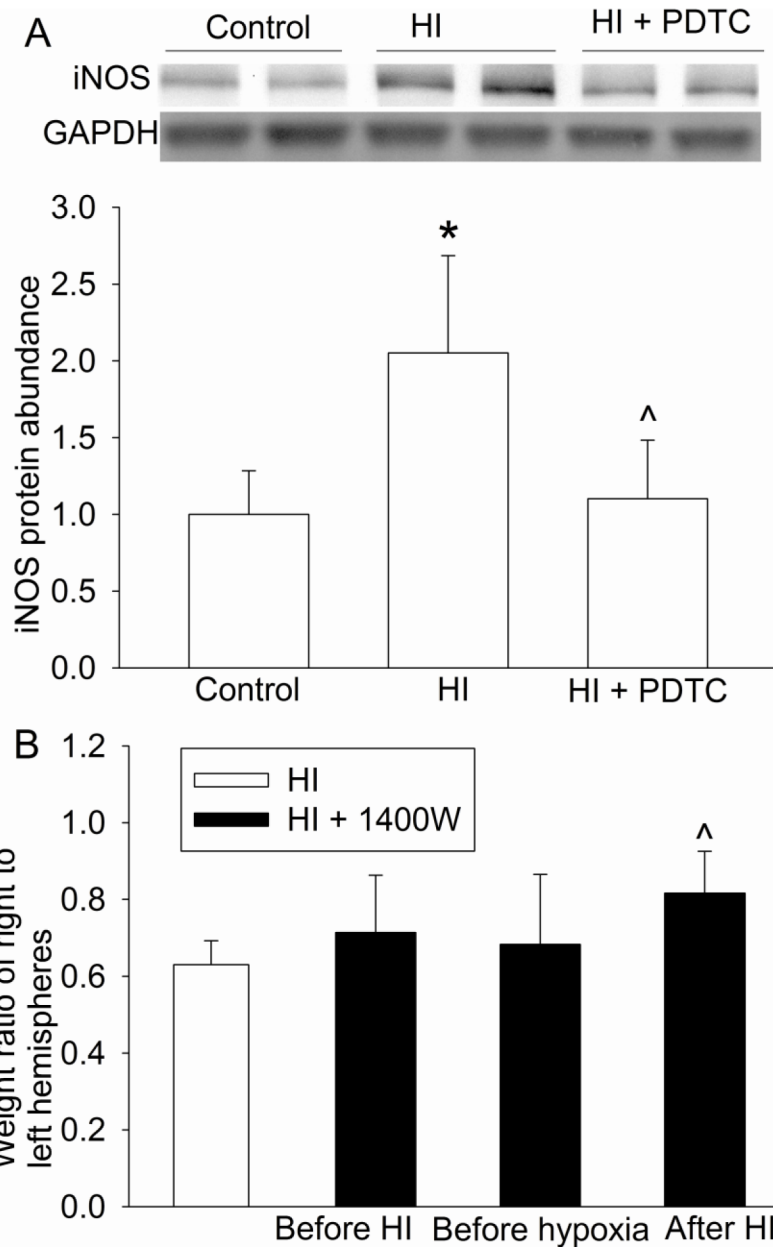 A
Control HI HI + PDTC
iNOS
GAPDH
3.0
*
2.5
2.0
1.5
^
1.0
0.5
0.0
iNOS protein abundance
Control HI HI + PDTC
B
1.2
HI
HI + 1400W
1.0
^
0.8
0.6
0.4
0.2
0.0
Weight ratio of right to
left hemispheres
Before HI Before hypoxia After HI